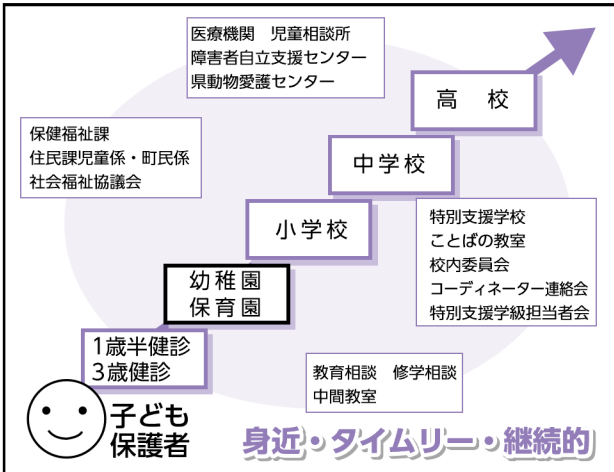 医療機関　児童相談所
障害者自立支援センター
県動物愛護センター
高　校
保健福祉課
住民課児童係・町民係
社会福祉協議会
中学校
小学校
特別支援学校
ことばの教室
校内委員会
コーディネーター連絡会
特別支援学級担当者会
幼稚園
保育園
1歳半健診
3歳健診
教育相談　修学相談
中間教室
子ども
保護者
身近・タイムリー・継続的